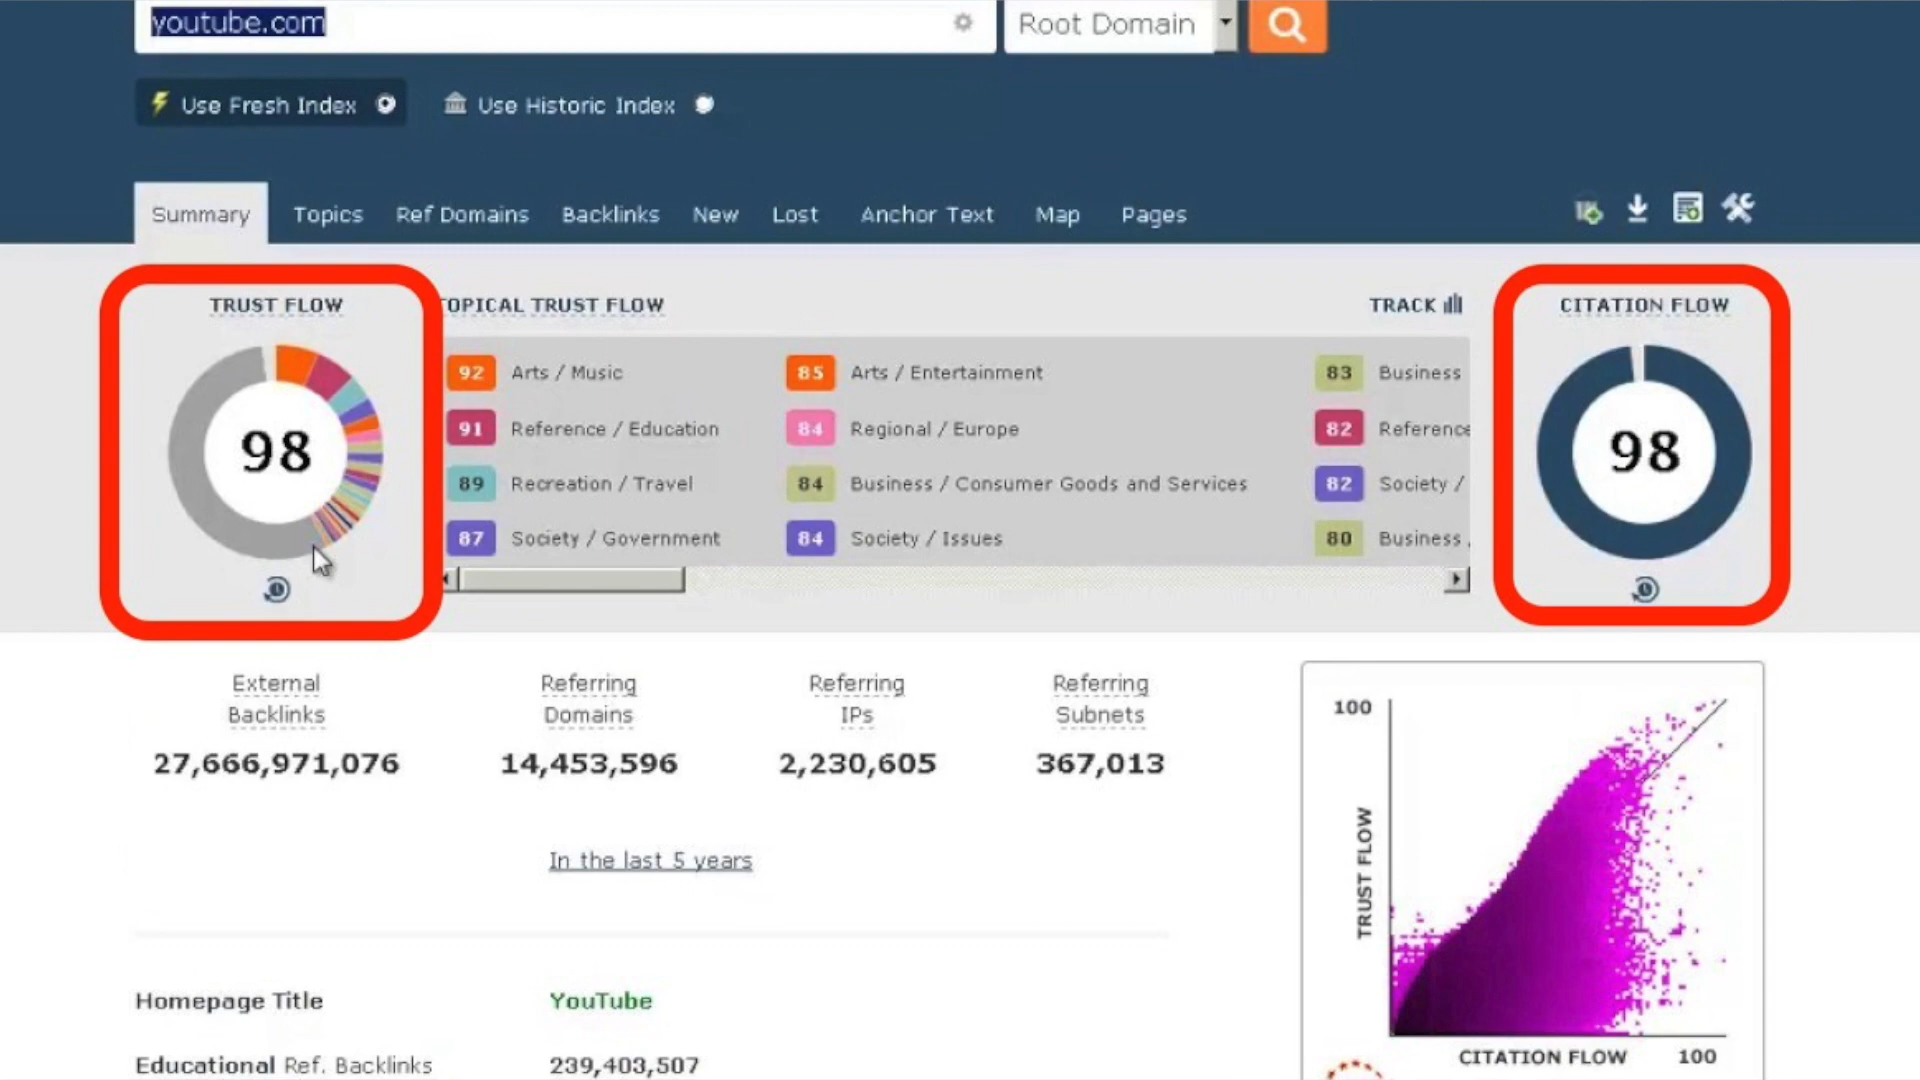 youtube.com
Root Domain
Use Fresh Index
Use Historic Index
Summary
Topics
Ref Domains
Backlinks
New
Lost
Anchor Text
Map
Pages
TRUST FLOW
98
TOPICAL TRUST FLOW
TRACK
92 Arts / Music
85 Arts / Entertainment
83 Business
91 Reference / Education
84 Regional / Europe
82 Reference
89 Recreation / Travel
84 Business / Consumer Goods and Services
82 Society /
87 Society / Government
84 Society / Issues
80 Business
CITATION FLOW
98
External
Backlinks
27,666,971,076
Referring
Domains
14,453,596
Referring
IPs
2,230,605
Referring
Subnets
367,013
In the last 5 years
Homepage Title
YouTube
Educational Ref. Backlinks
239,403,507
100
TRUST FLOW
CITATION FLOW
100